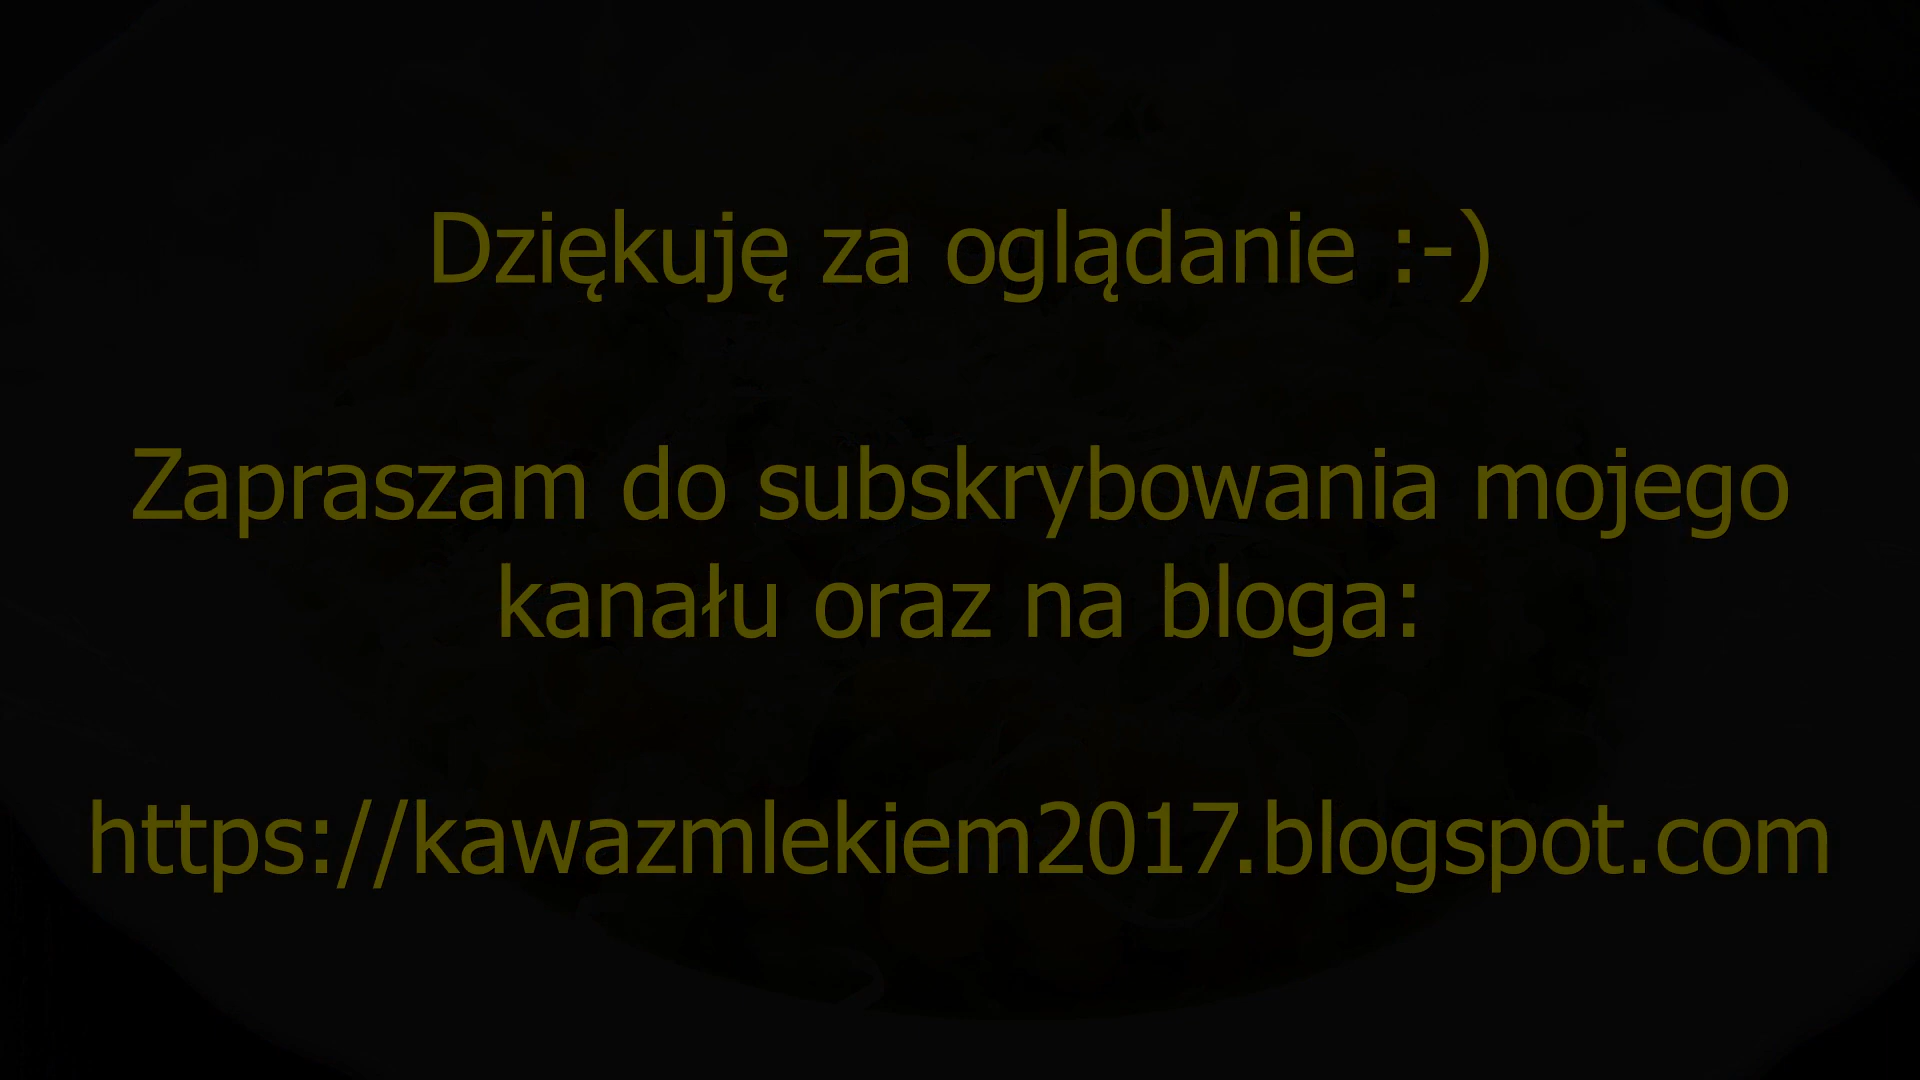 Dziękuję za oglądanie :-)
Zapraszam do subskrybowania mojego
kanału oraz na bloga:
https://kawazmlekiem2017.blogspot.com